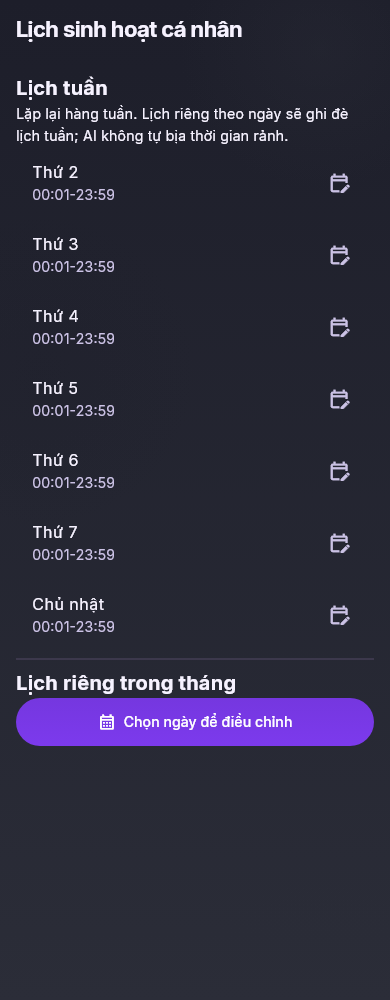 Lịch sinh hoạt cá nhân
Lịch tuần
Lặp lại hàng tuần. Lịch riêng theo ngày sẽ ghi đè
lịch tuần; AI không tự bịa thời gian rảnh.
Thứ 2
00:01-23:59
Thứ 3
00:01-23:59
Thứ 4
00:01-23:59
Thứ 5
00:01-23:59
Thứ 6
00:01-23:59
Thứ 7
00:01-23:59
Chủ nhật
00:01-23:59
Lịch riêng trong tháng
Chọn ngày để điều chỉnh